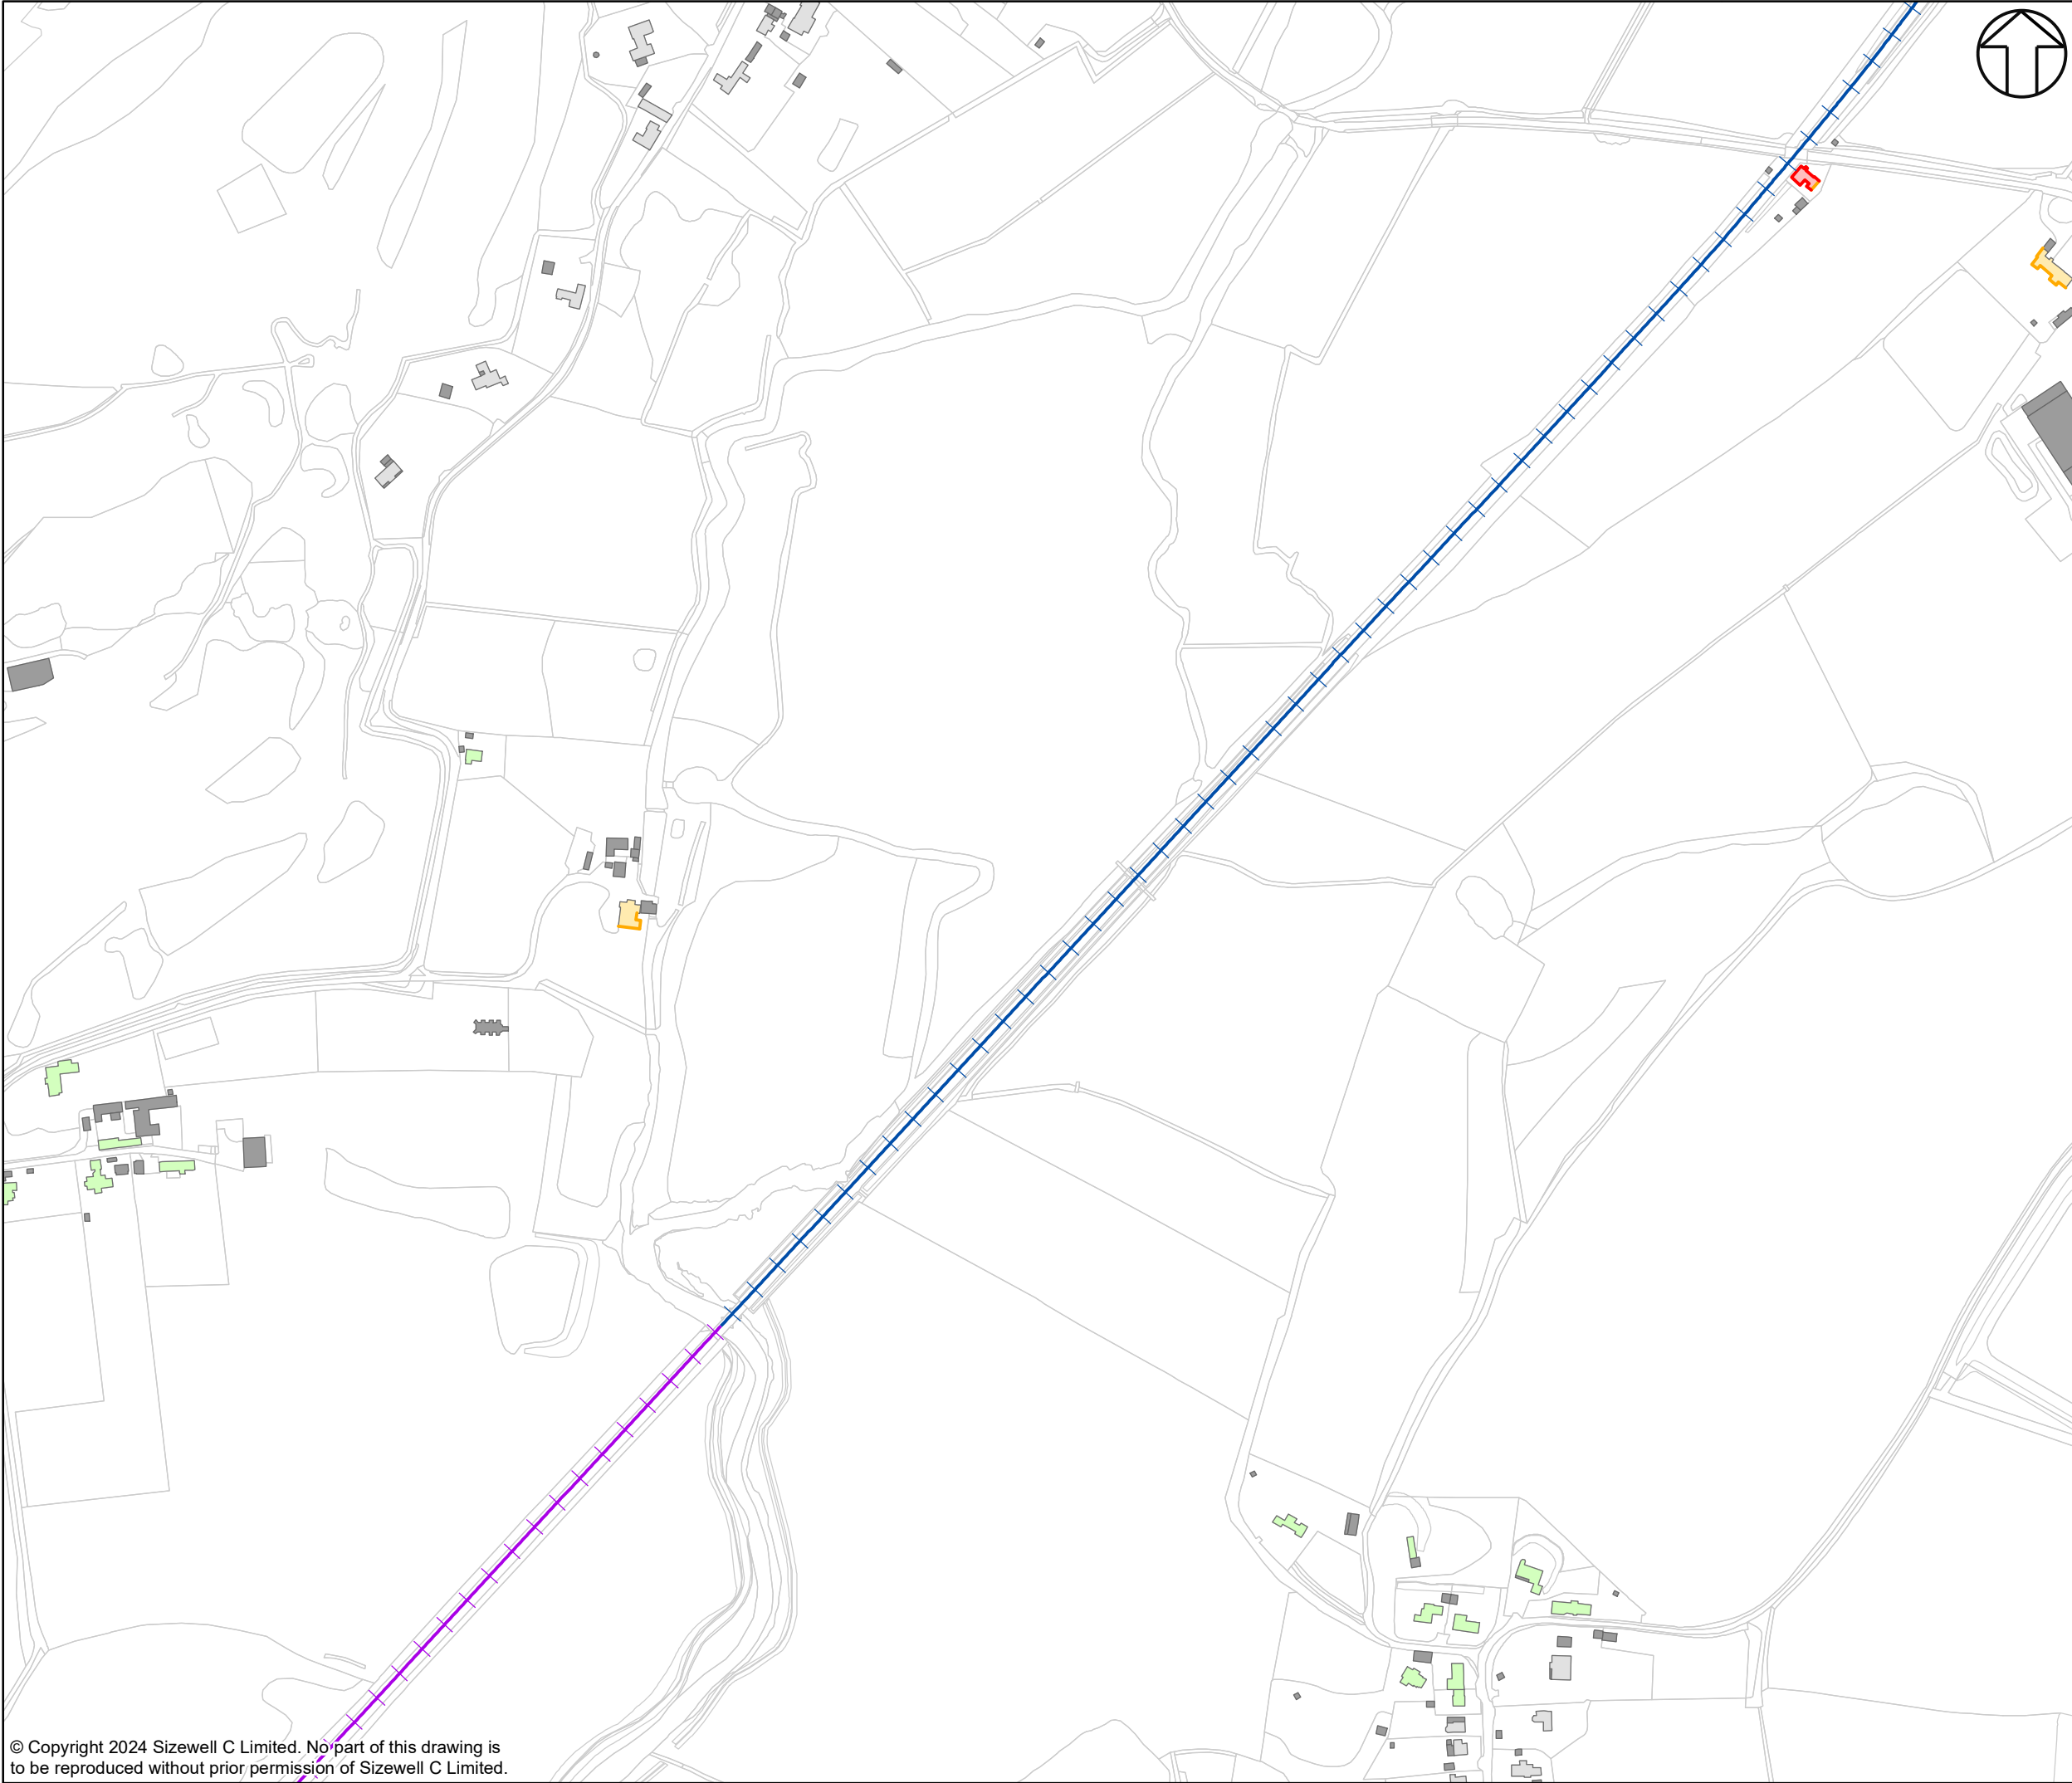 © Copyright 2024 Sizewell C Limited. No part of this drawing is
to be reproduced without prior permission of Sizewell C Limited.